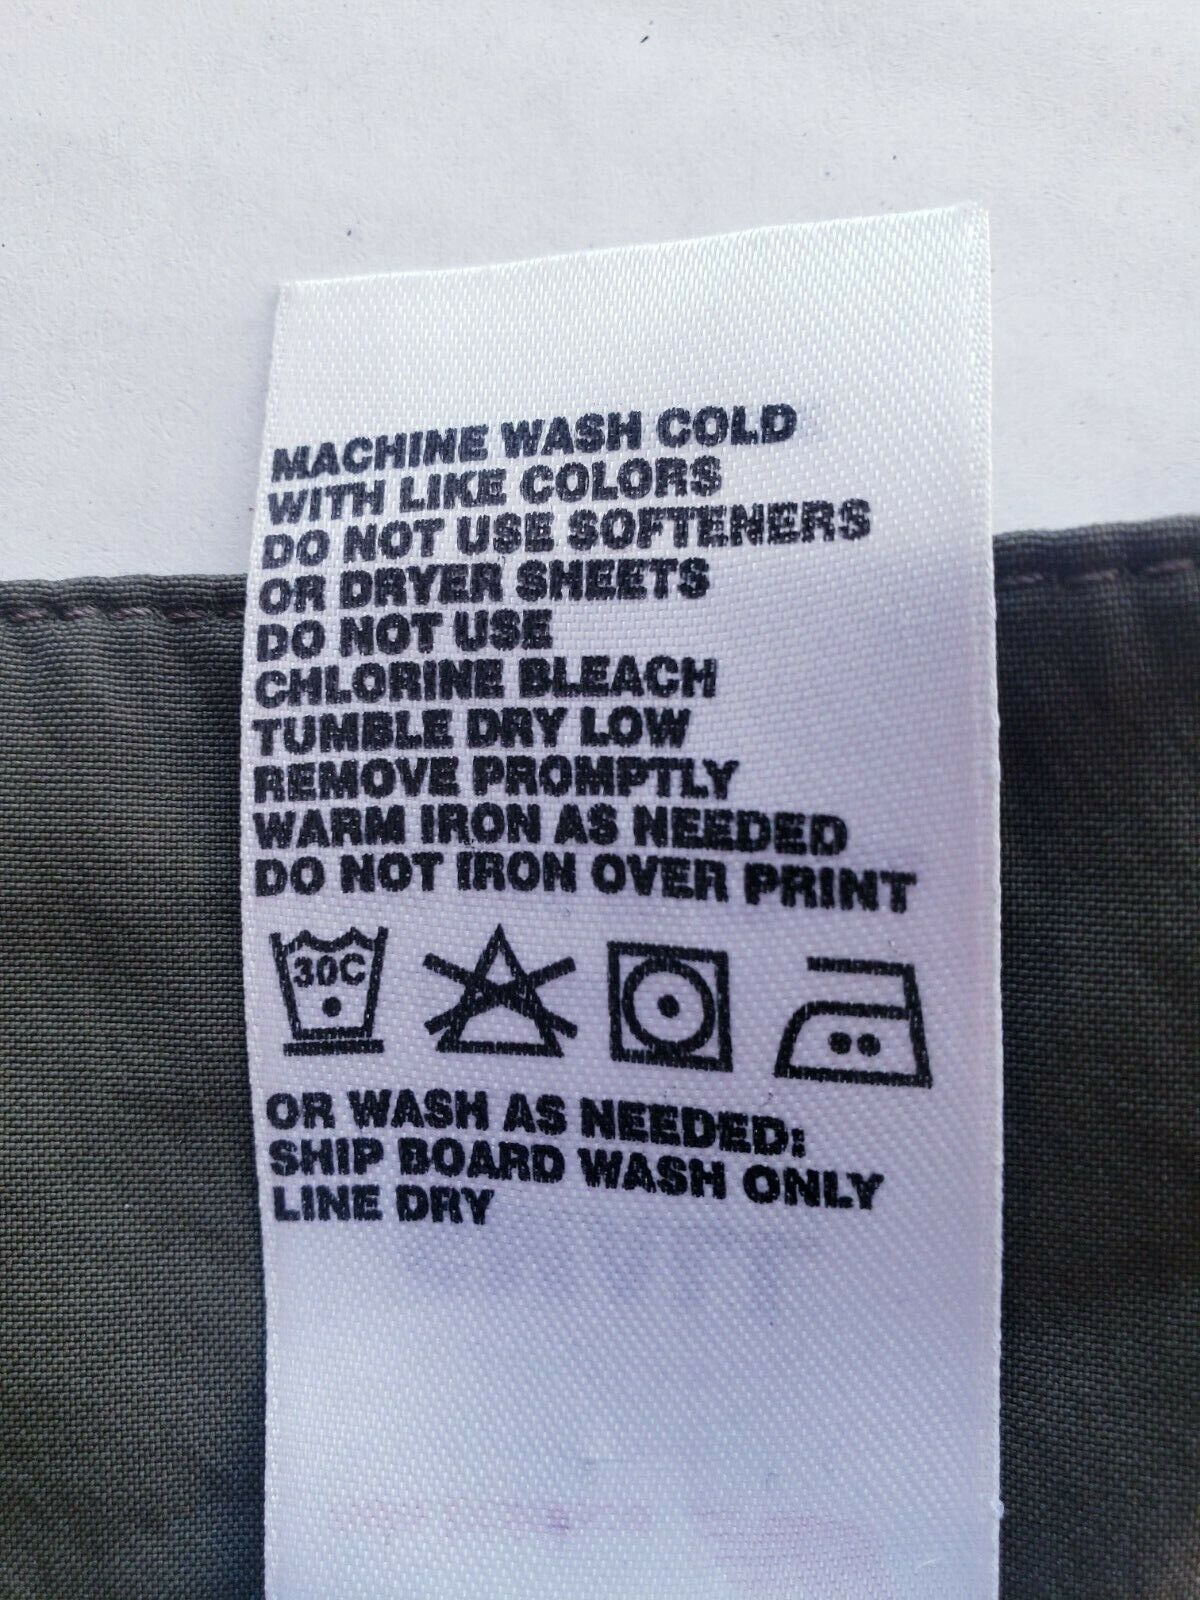 MACHINE WASH COLD
WITH LIKE COLORS
DO NOT USE SOFTENERS
OR DRYER SHEETS
DO NOT USE
CHLORINE BLEACH
TUMBLE DRY LOW
REMOVE PROMPTLY
WARM IRON AS NEEDED
DO NOT IRON OVER PRINT
30C
OR WASH AS NEEDED:
SHIP BOARD WASH ONLY
LINE DRY